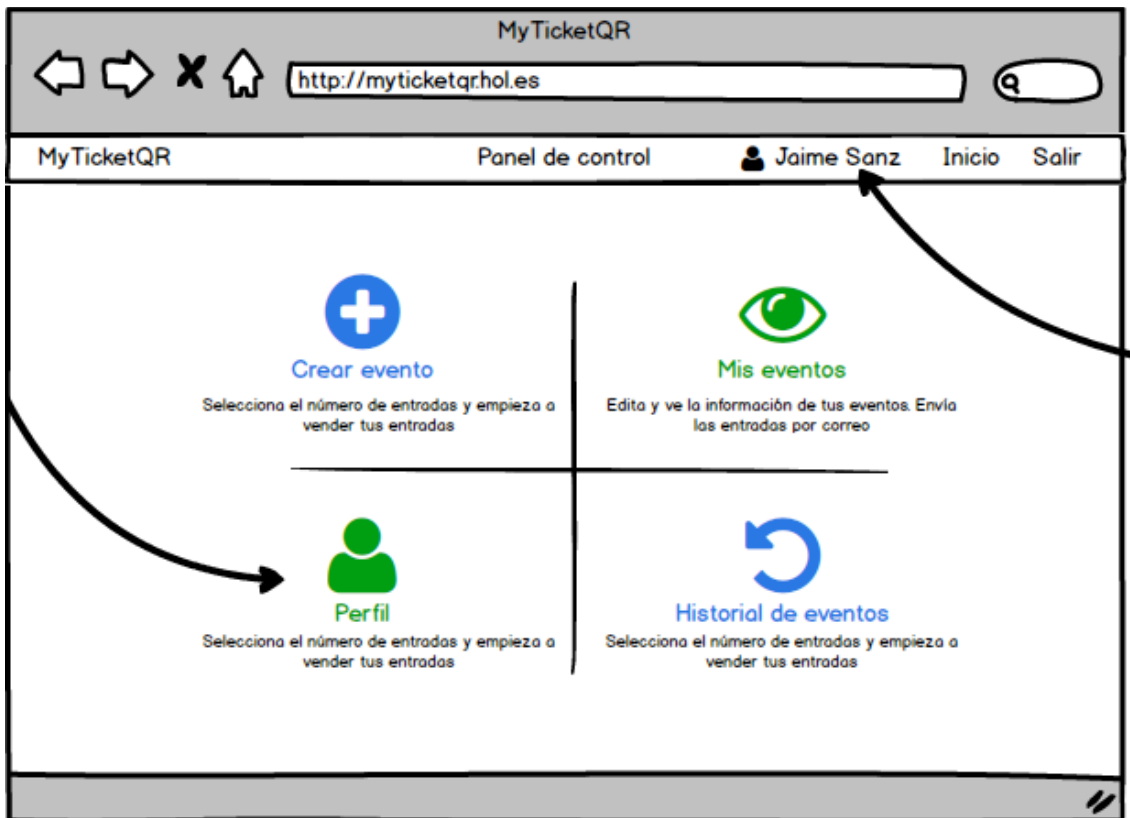 MyTicketQR
http://myticketqr.hol.es
MyTicketQR Panel de control Jaime Sanz Inicio Salir
Crear evento
Selecciona el número de entradas y empieza a
vender tus entradas
Mis eventos
Edita y ve la información de tus eventos. Envía
las entradas por correo
Perfil
Selecciona el número de entradas y empieza a
vender tus entradas
Historial de eventos
Selecciona el número de entradas y empieza a
vender tus entradas